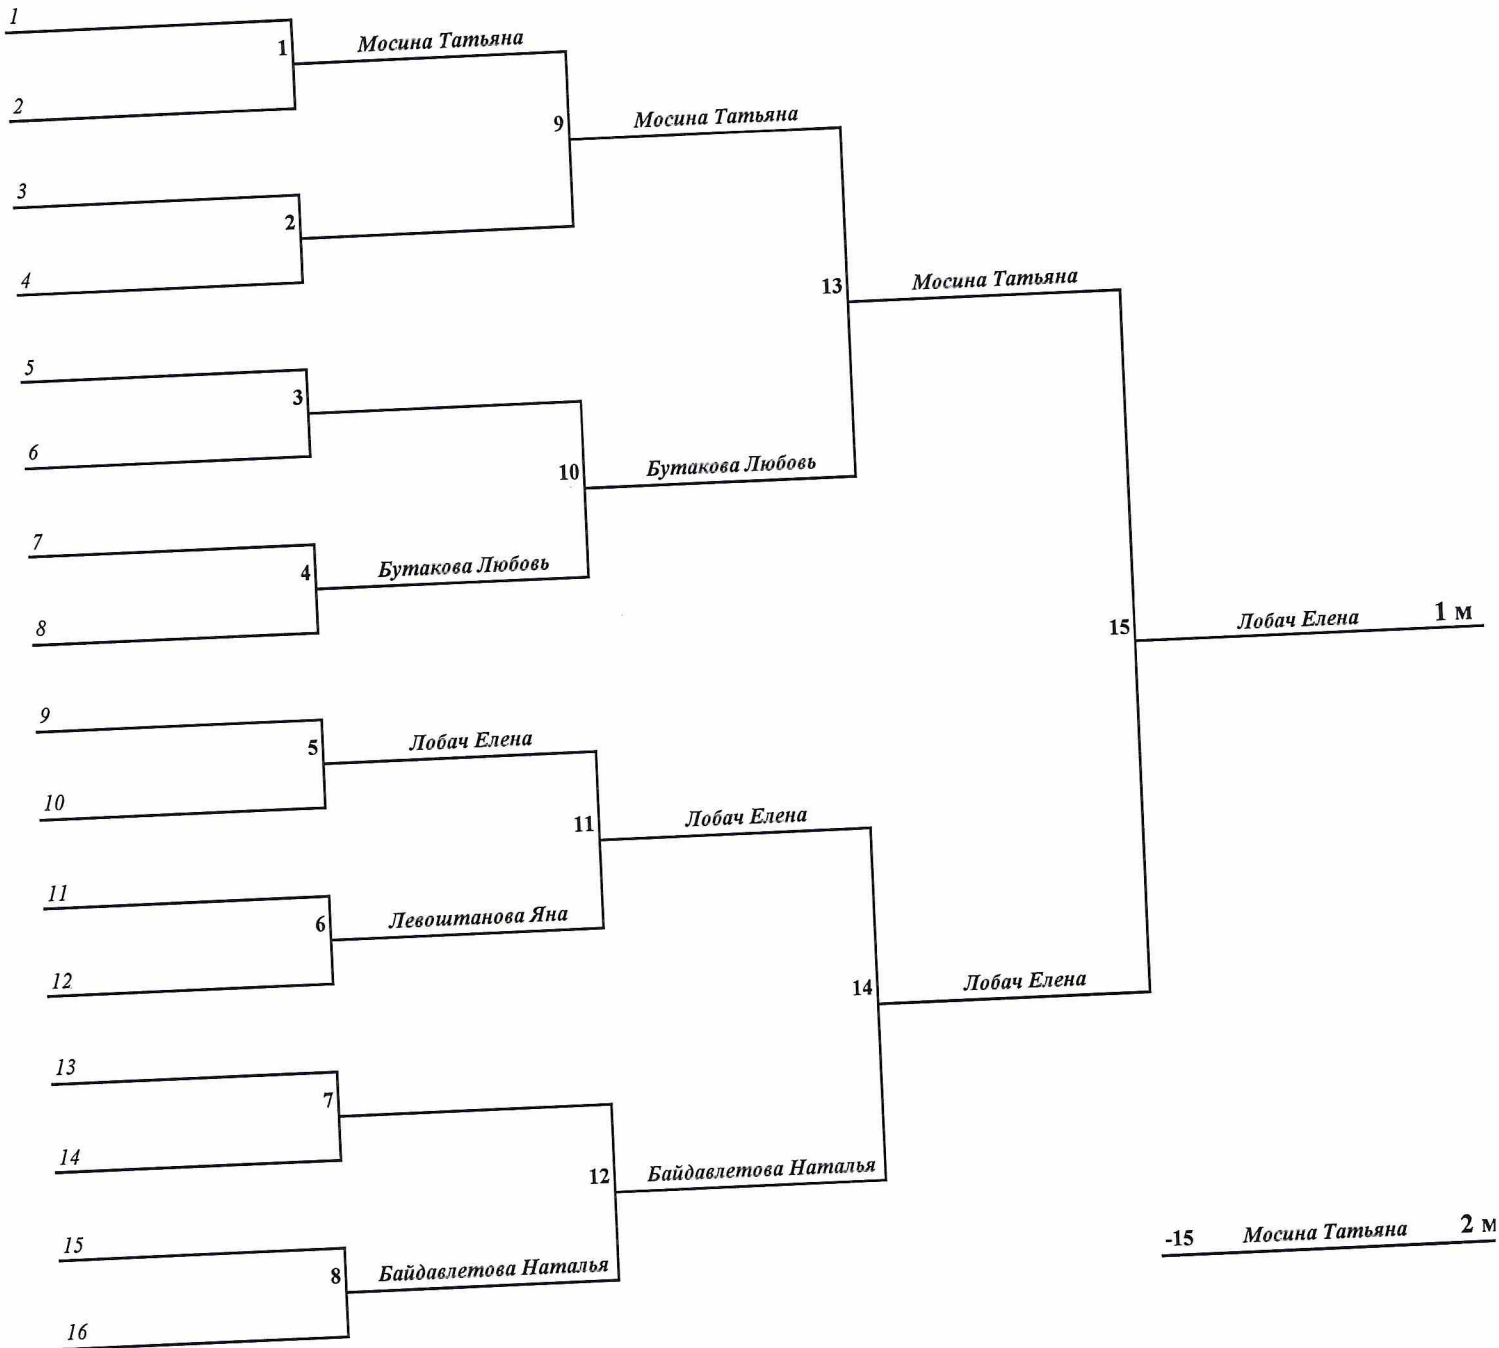 1
1 Мосина Татьяна
2
9 Мосина Татьяна
3
2
4
13 Мосина Татьяна
5
3
6
10 Бутакова Любовь
7
4 Бутакова Любовь
8
15 Лобач Елена 1 м
9
5 Лобач Елена
10
11 Лобач Елена
11
6 Левоштанова Яна
12
14 Лобач Елена
13
7
14
12 Байдавлетова Наталья
15
8 Байдавлетова Наталья
16
-15 Мосина Татьяна 2 м